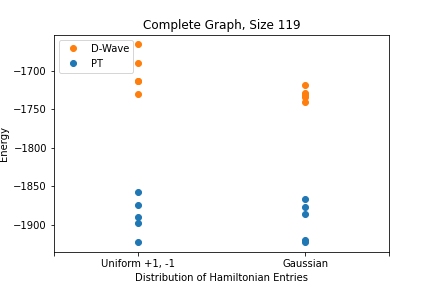 Complete Graph, Size 119
D-Wave
PT
Energy
−1700
−1750
−1800
−1850
−1900
Uniform +1, -1
Gaussian
Distribution of Hamiltonian Entries